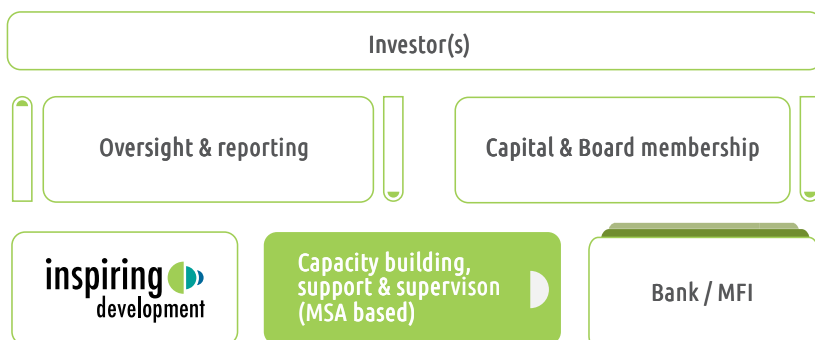 Investor(s)
Oversight & reporting
Capital & Board membership
inspiring
development
Capacity building,
support & supervison
(MSA based)
Bank / MFI